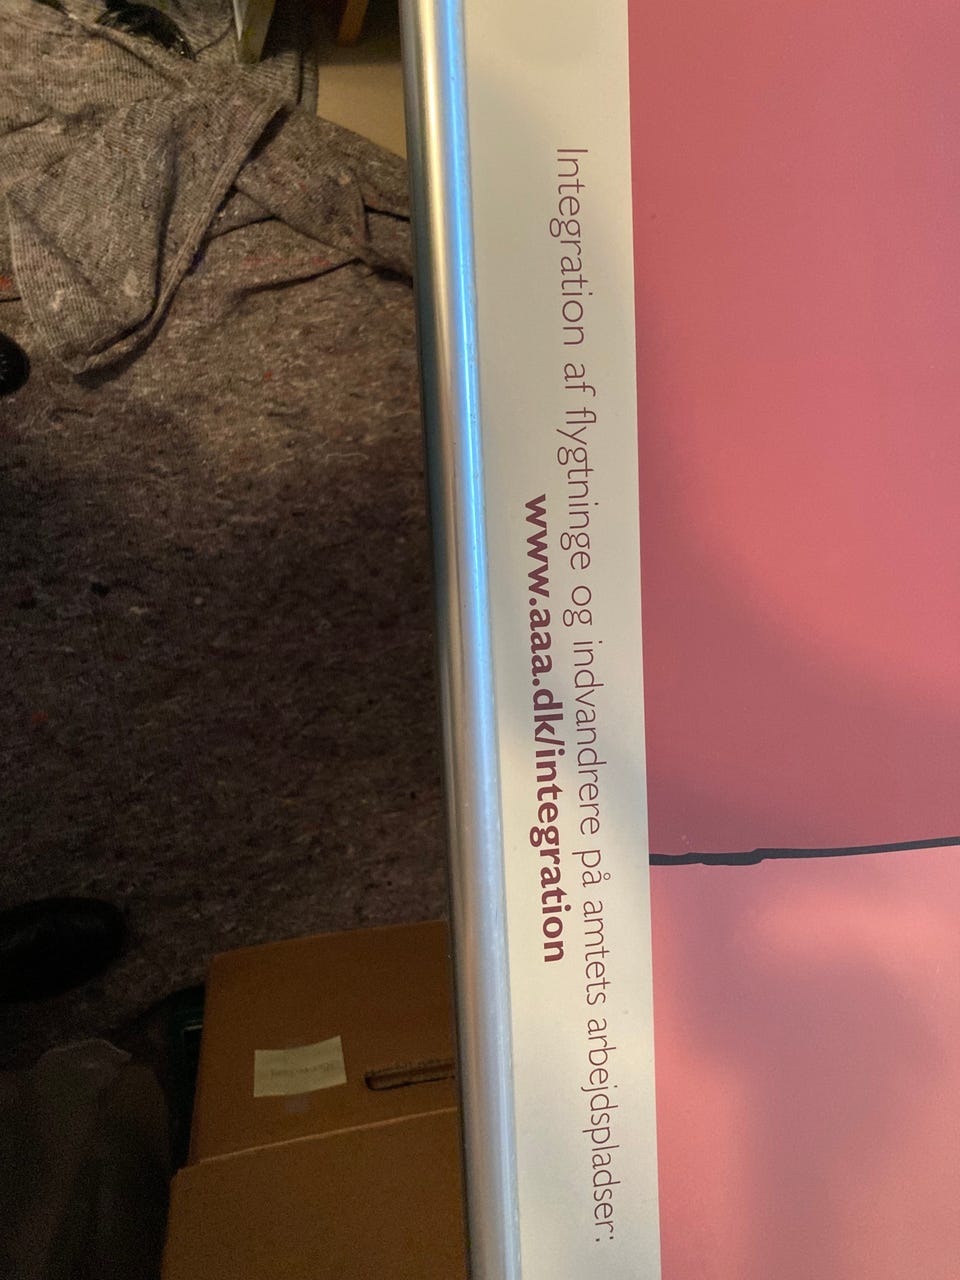 Integration af flygtninge og indvandrere på amtets arbejdspladser:
www.aaa.dk/integration